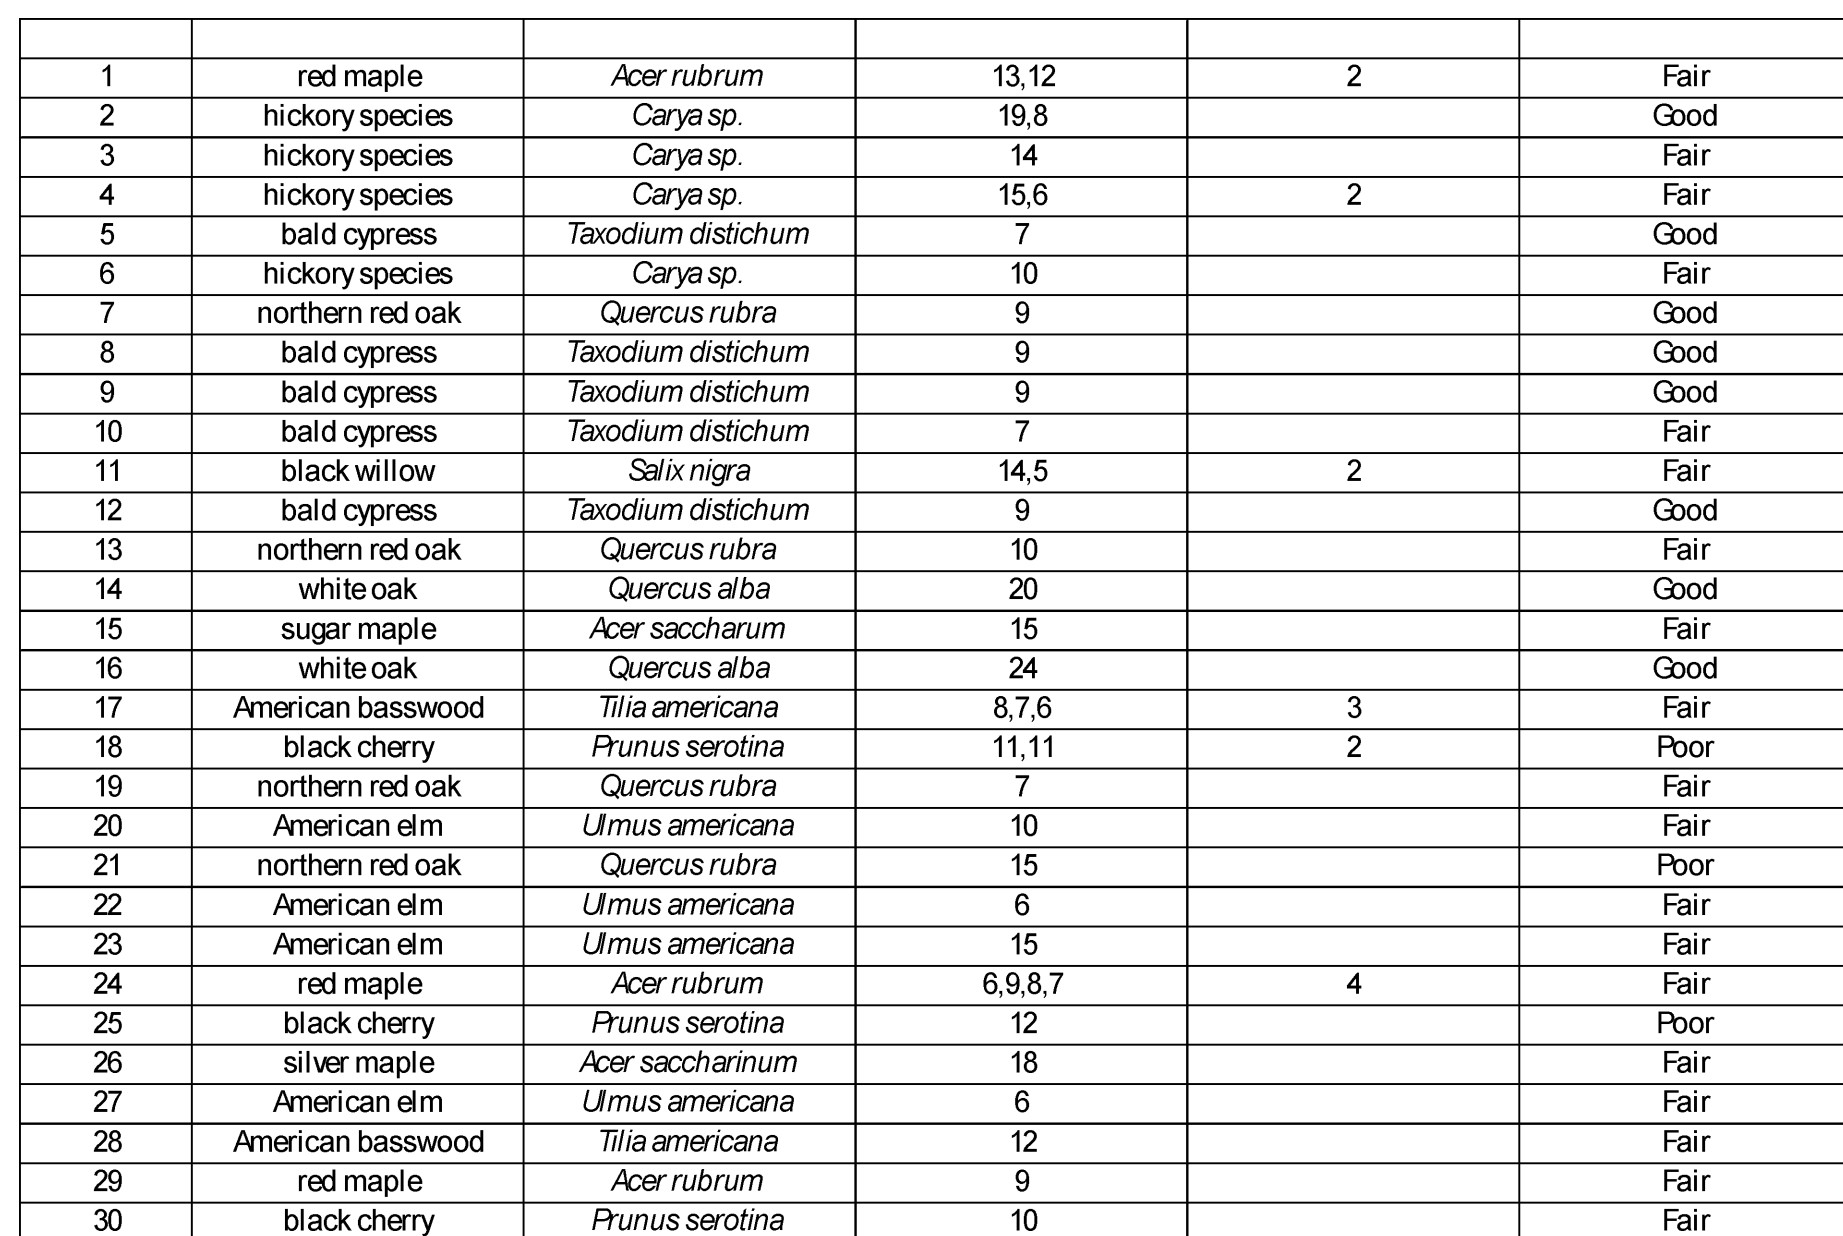 1 red maple Acer rubrum 13,12 2 Fair
2 hickory species Carya sp. 19,8 Good
3 hickory species Carya sp. 14 Fair
4 hickory species Carya sp. 15,6 2 Fair
5 bald cypress Taxodium distichum 7 Good
6 hickory species Carya sp. 10 Fair
7 northern red oak Quercus rubra 9 Good
8 bald cypress Taxodium distichum 9 Good
9 bald cypress Taxodium distichum 9 Good
10 bald cypress Taxodium distichum 7 Fair
11 black willow Salix nigra 14,5 2 Fair
12 bald cypress Taxodium distichum 9 Good
13 northern red oak Quercus rubra 10 Fair
14 white oak Quercus alba 20 Good
15 sugar maple Acer saccharum 15 Fair
16 white oak Quercus alba 24 Good
17 American basswood Tilia americana 8,7,6 3 Fair
18 black cherry Prunus serotina 11,11 2 Poor
19 northern red oak Quercus rubra 7 Fair
20 American elm Ulmus americana 10 Fair
21 northern red oak Quercus rubra 15 Poor
22 American elm Ulmus americana 6 Fair
23 American elm Ulmus americana 15 Fair
24 red maple Acer rubrum 6,9,8,7 4 Fair
25 black cherry Prunus serotina 12 Poor
26 silver maple Acer saccharinum 18 Fair
27 American elm Ulmus americana 6 Fair
28 American basswood Tilia americana 12 Fair
29 red maple Acer rubrum 9 Fair
30 black cherry Prunus serotina 10 Fair